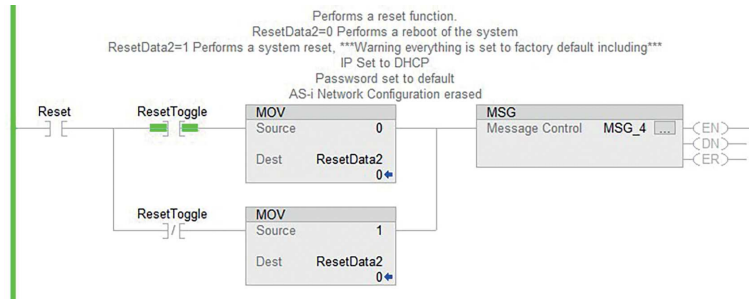 Performs a reset function.
ResetData2=0 Performs a reboot of the system
ResetData2=1 Performs a system reset, ***Warning everything is set to factory default including***
IP Set to DHCP
Passwsord set to default
AS-i Network Configuration erased
Reset
ResetToggle
MOV
Source 0
Dest ResetData2
0
MSG
Message Control MSG_4 ...
EN
DN
ER
ResetToggle
MOV
Source 1
Dest ResetData2
0